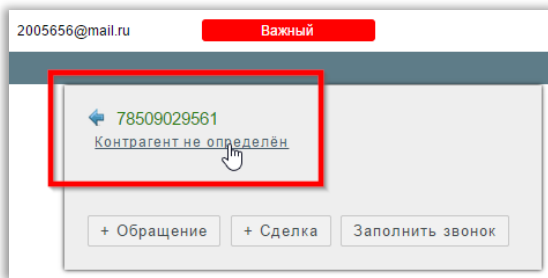 2005656@mail.ru Важный
78509029561
Контрагент не определён
+ Обращение + Сделка Заполнить звонок